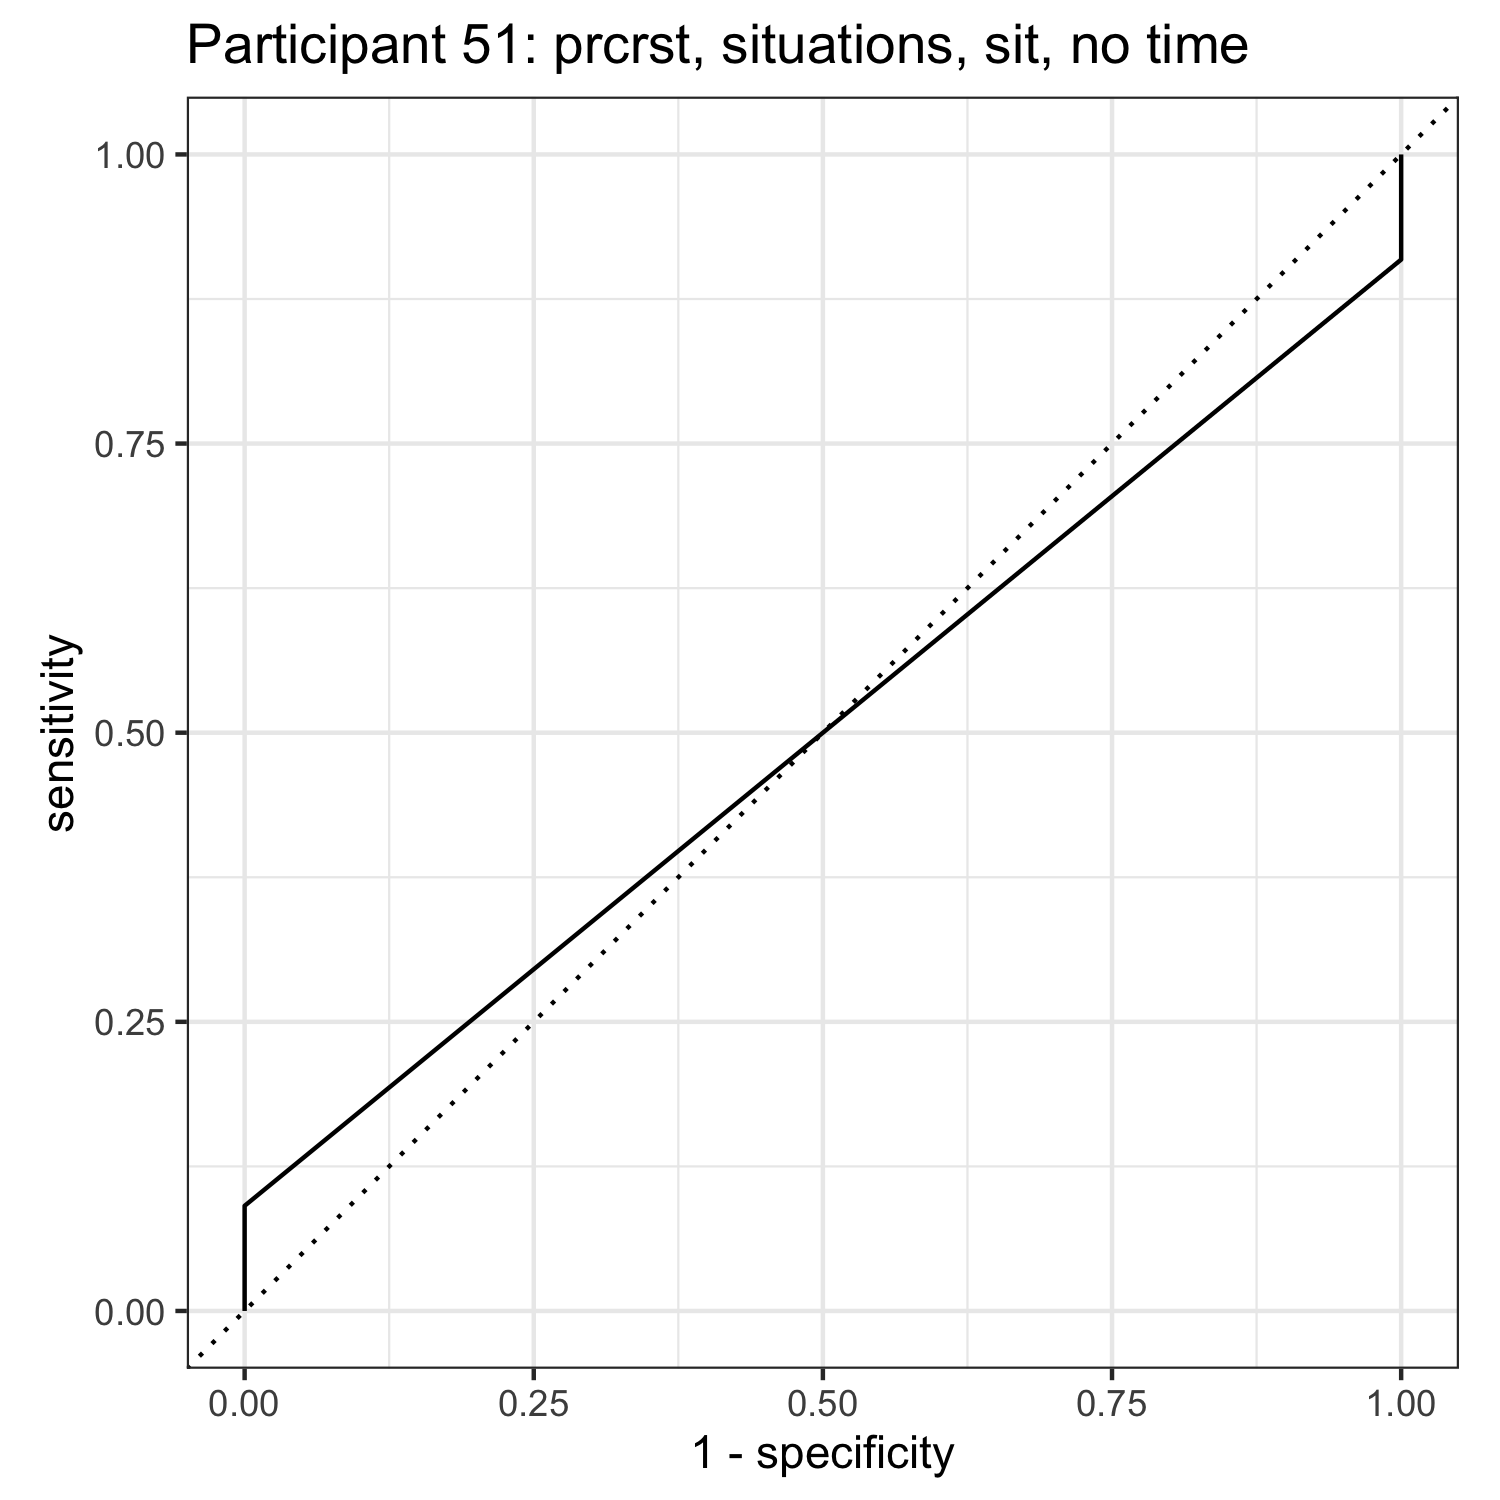 Participant 51: prcrst, situations, sit, no time
1.00
0.75
0.50
0.25
0.00
sensitivity
0.00 0.25 0.50 0.75 1.00
1 - specificity